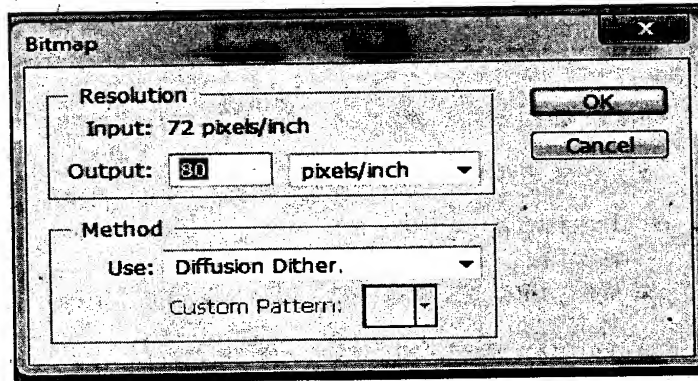 Bitmap
x
Resolution
OK
Input: 72 pixels/inch
Cancel
Output: 80 pixels/inch
Method
Use: Diffusion Dither.
Custom Pattern: